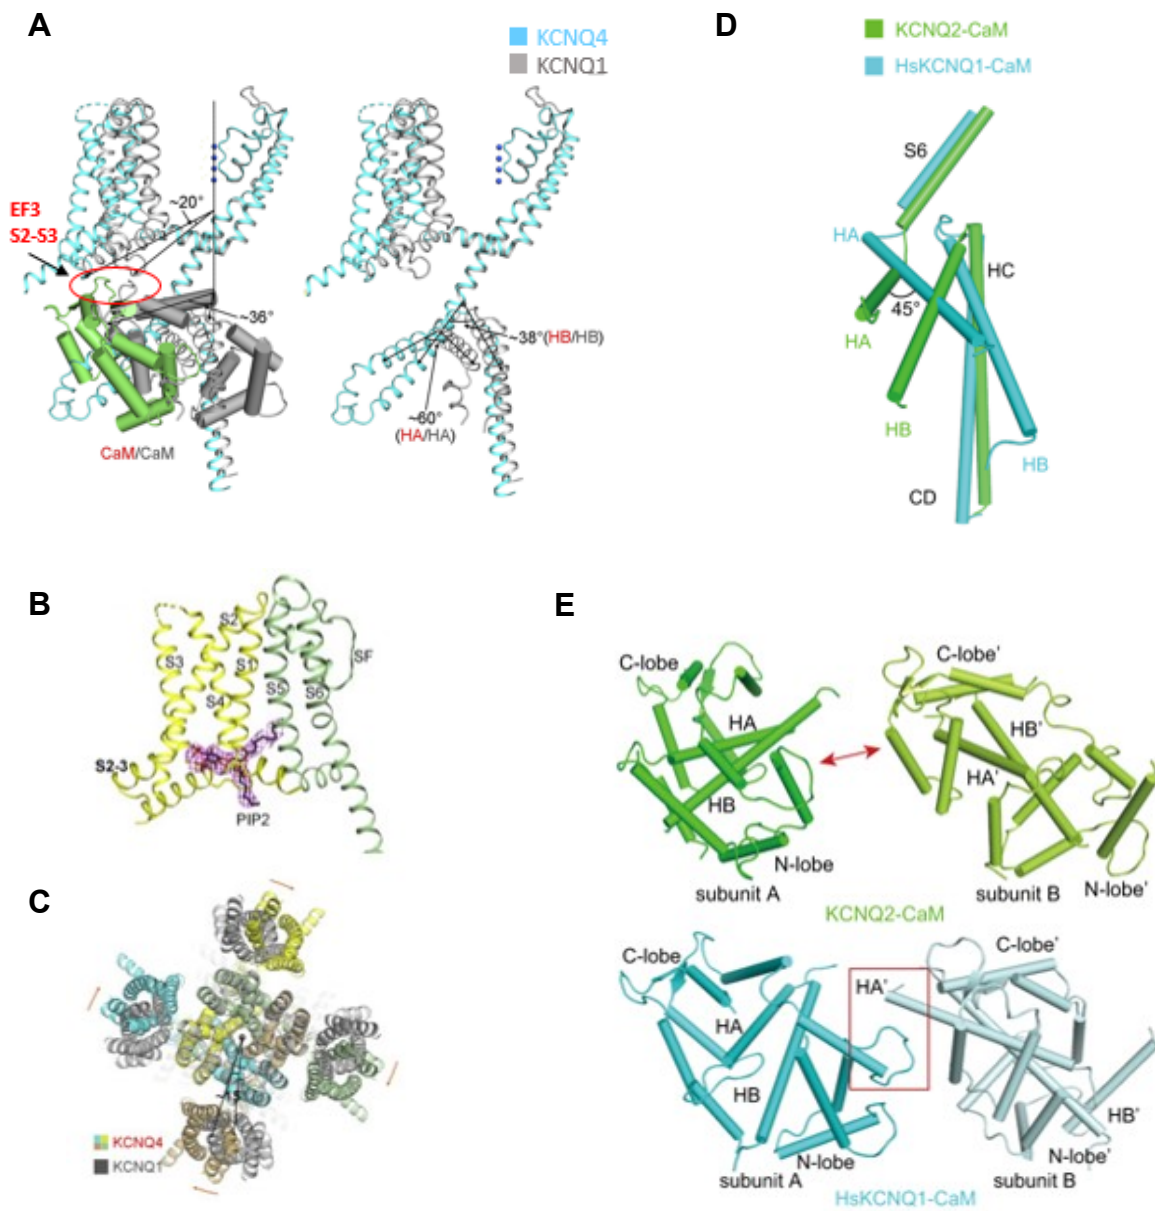 A
KCNQ4
KCNQ1
EF3
S2-S3
~20°
~36°
CaM/CaM
~38°(HB/HB)
~60°
(HA/HA)
D
KCNQ2-CaM
HsKCNQ1-CaM
S6
HA
HC
45°
HA
HB
HB
CD
B
S2
S3
S1
SF
S5
S6
S4
S2-3
PIP2
C
~15
KCNQ4
KCNQ1
E
C-lobe
HA
HB
N-lobe
subunit A
C-lobe'
HB'
HA'
subunit B
N-lobe'
KCNQ2-CaM
C-lobe
HA
HB
N-lobe
subunit A
C-lobe'
HA'
HB'
N-lobe'
subunit B
HsKCNQ1-CaM